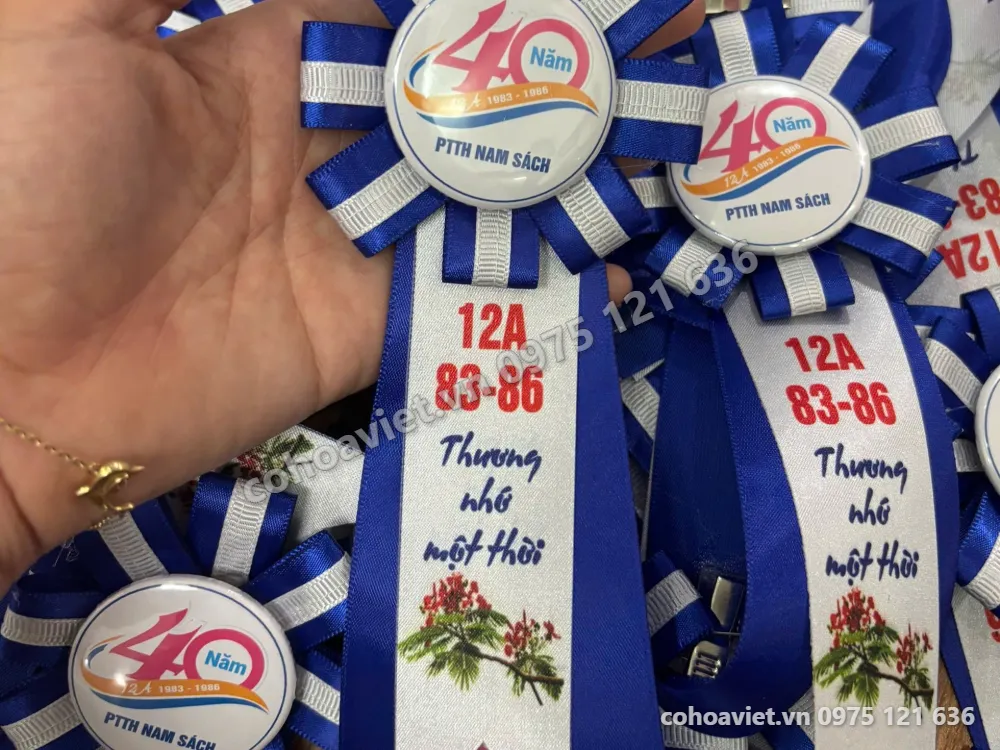 40
Năm
12A 1983 - 1986
PTTH NAM SÁCH
12A
83-86
Thương
nhớ
một thời
40
Năm
12A 1983 - 1986
PTTH NAM SÁCH
12A
83-86
Thương
nhớ
một thời
83-
12A
40
Năm
12A 1983 - 1986
PTTH NAM SÁCH
cohoaviet.vn 0975 121 636
cohoaviet.vn 0975 121 636